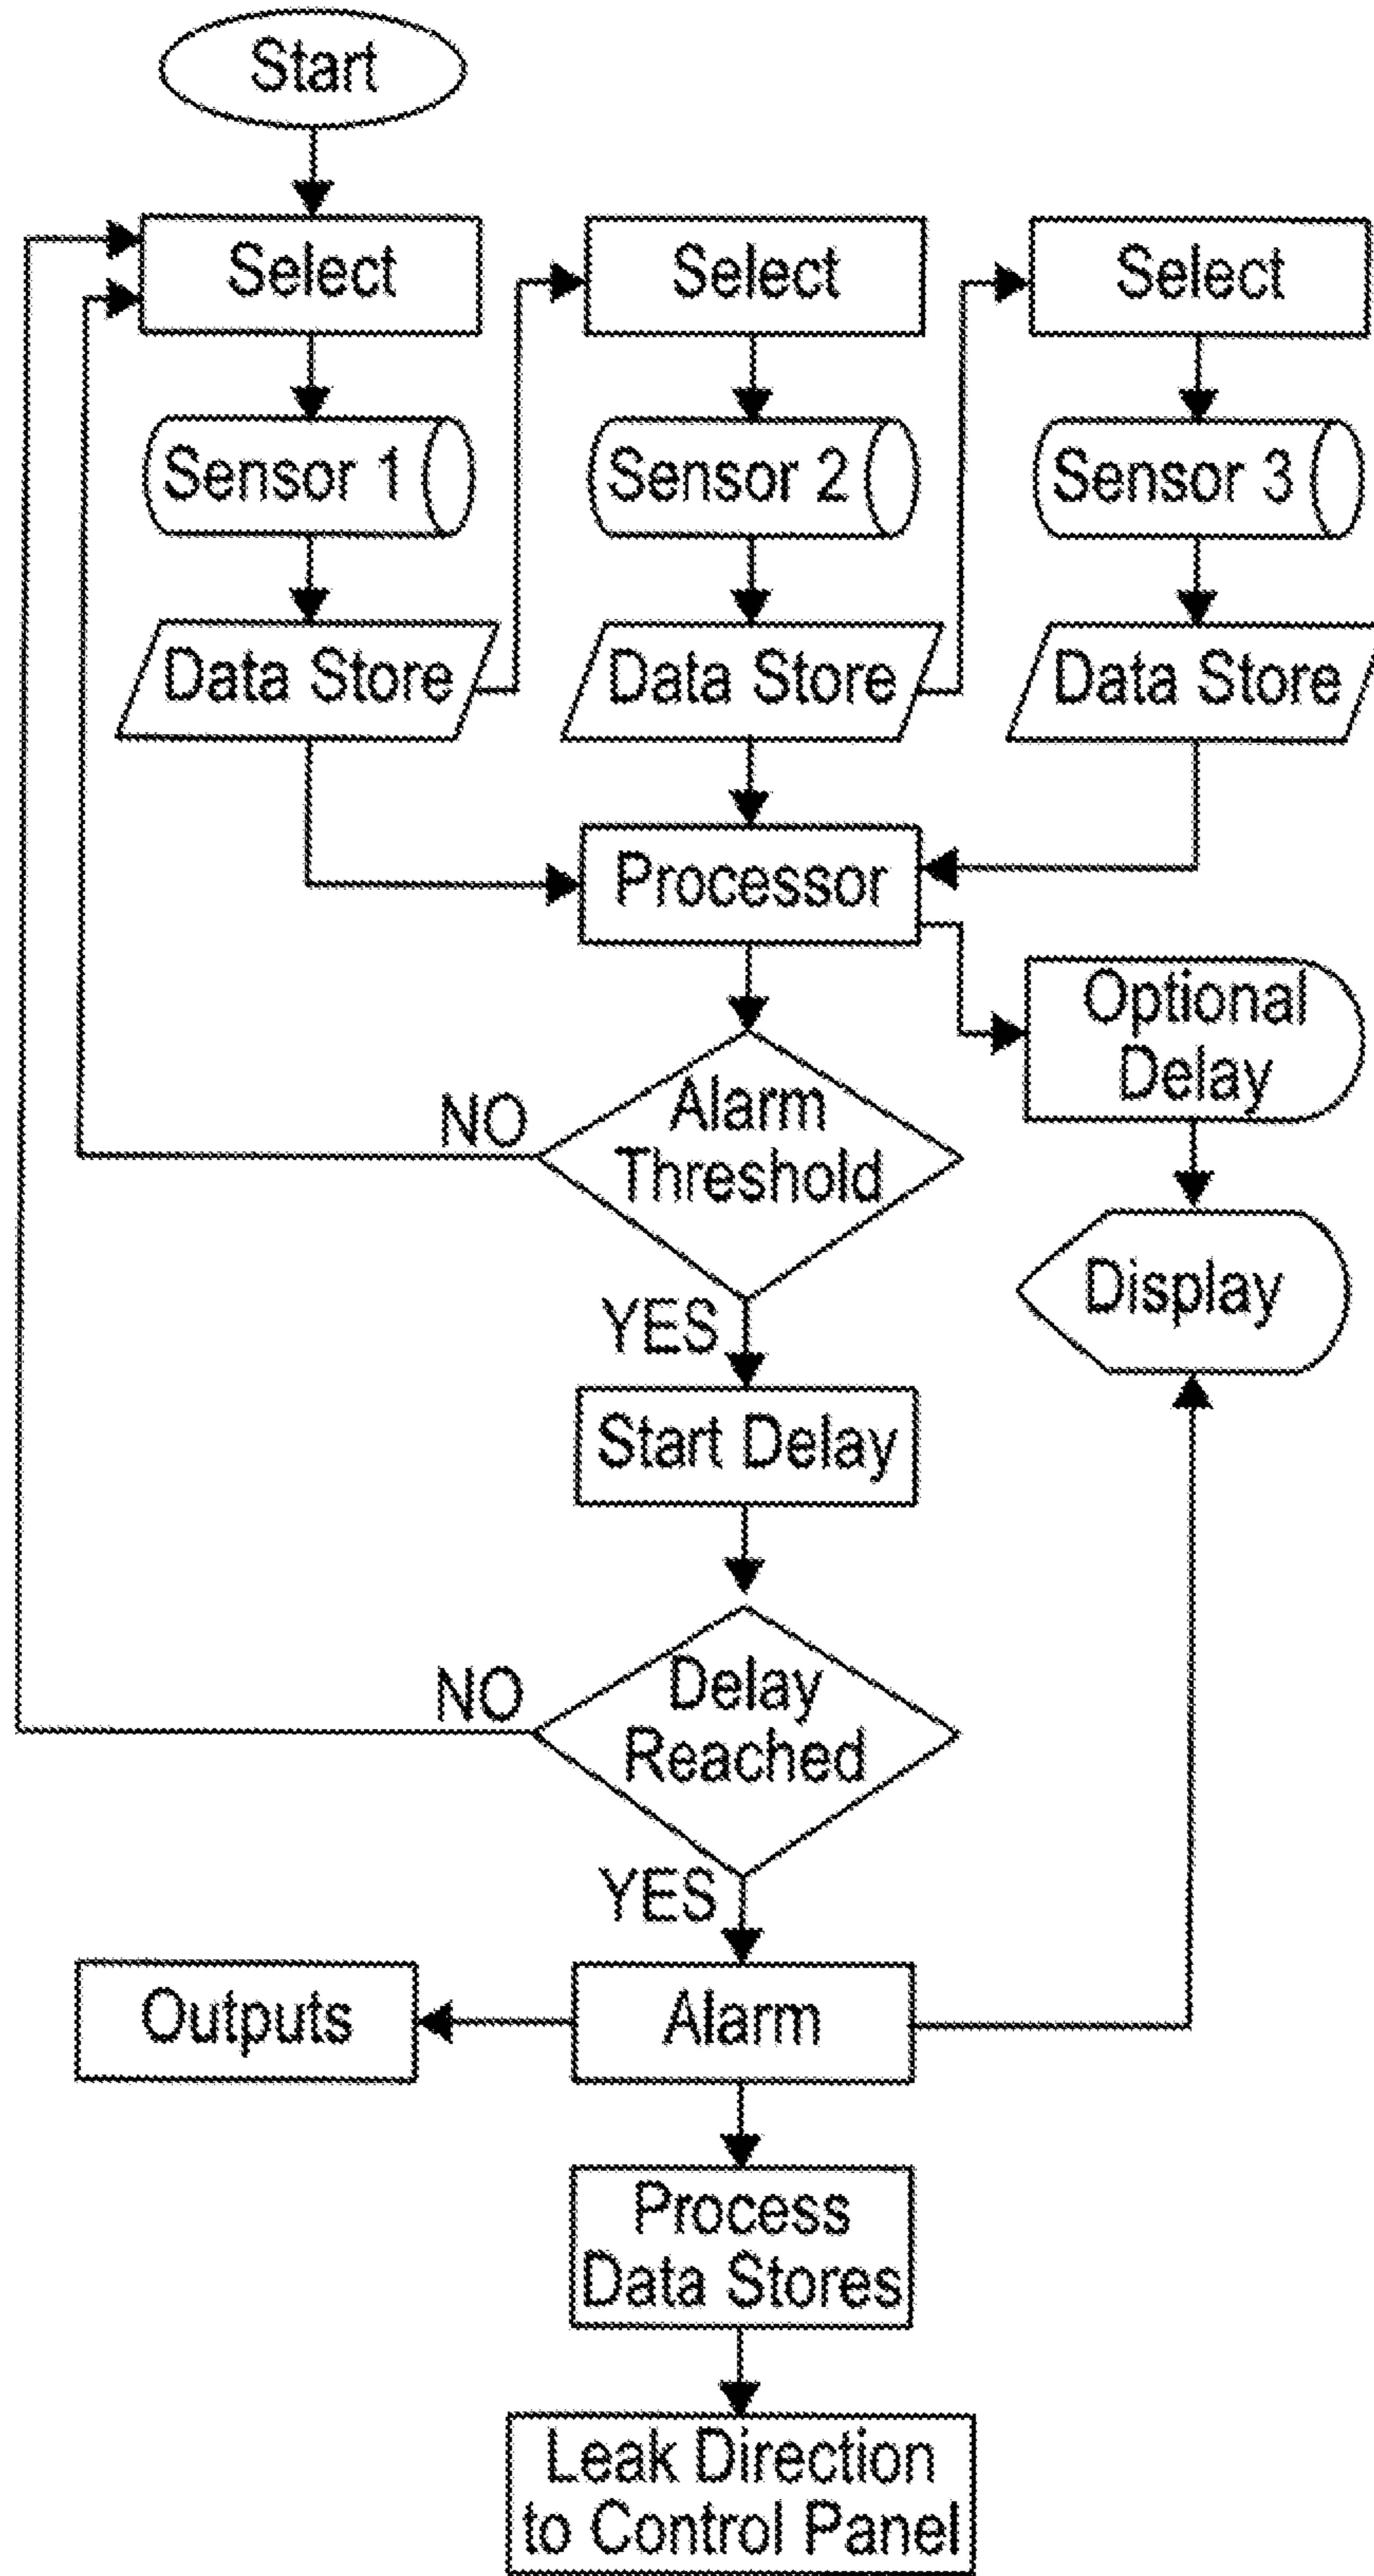 Start
Select
Select
Select
Sensor 1
Sensor 2
Sensor 3
Data Store
Data Store
Data Store
Processor
Optional
Delay
Alarm
Threshold
NO
Display
YES
Start Delay
Delay
Reached
NO
YES
Outputs
Alarm
Process
Data Stores
Leak Direction
to Control Panel